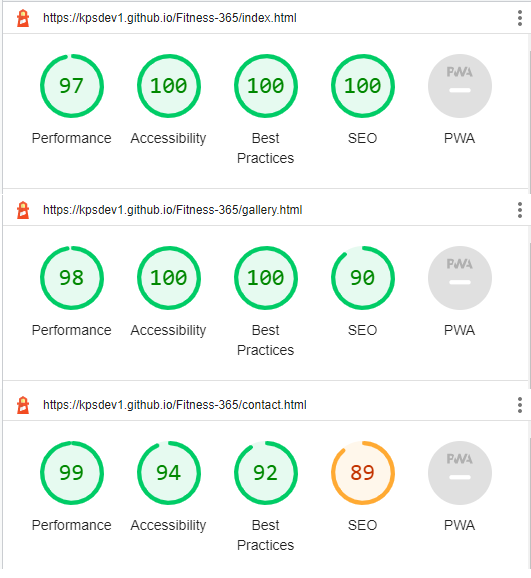 https://kpsdev1.github.io/Fitness-365/index.html
97 100 100 100 PWA
Performance Accessibility Best Practices SEO PWA
https://kpsdev1.github.io/Fitness-365/gallery.html
98 100 100 90 PWA
Performance Accessibility Best Practices SEO PWA
https://kpsdev1.github.io/Fitness-365/contact.html
99 94 92 89 PWA
Performance Accessibility Best Practices SEO PWA